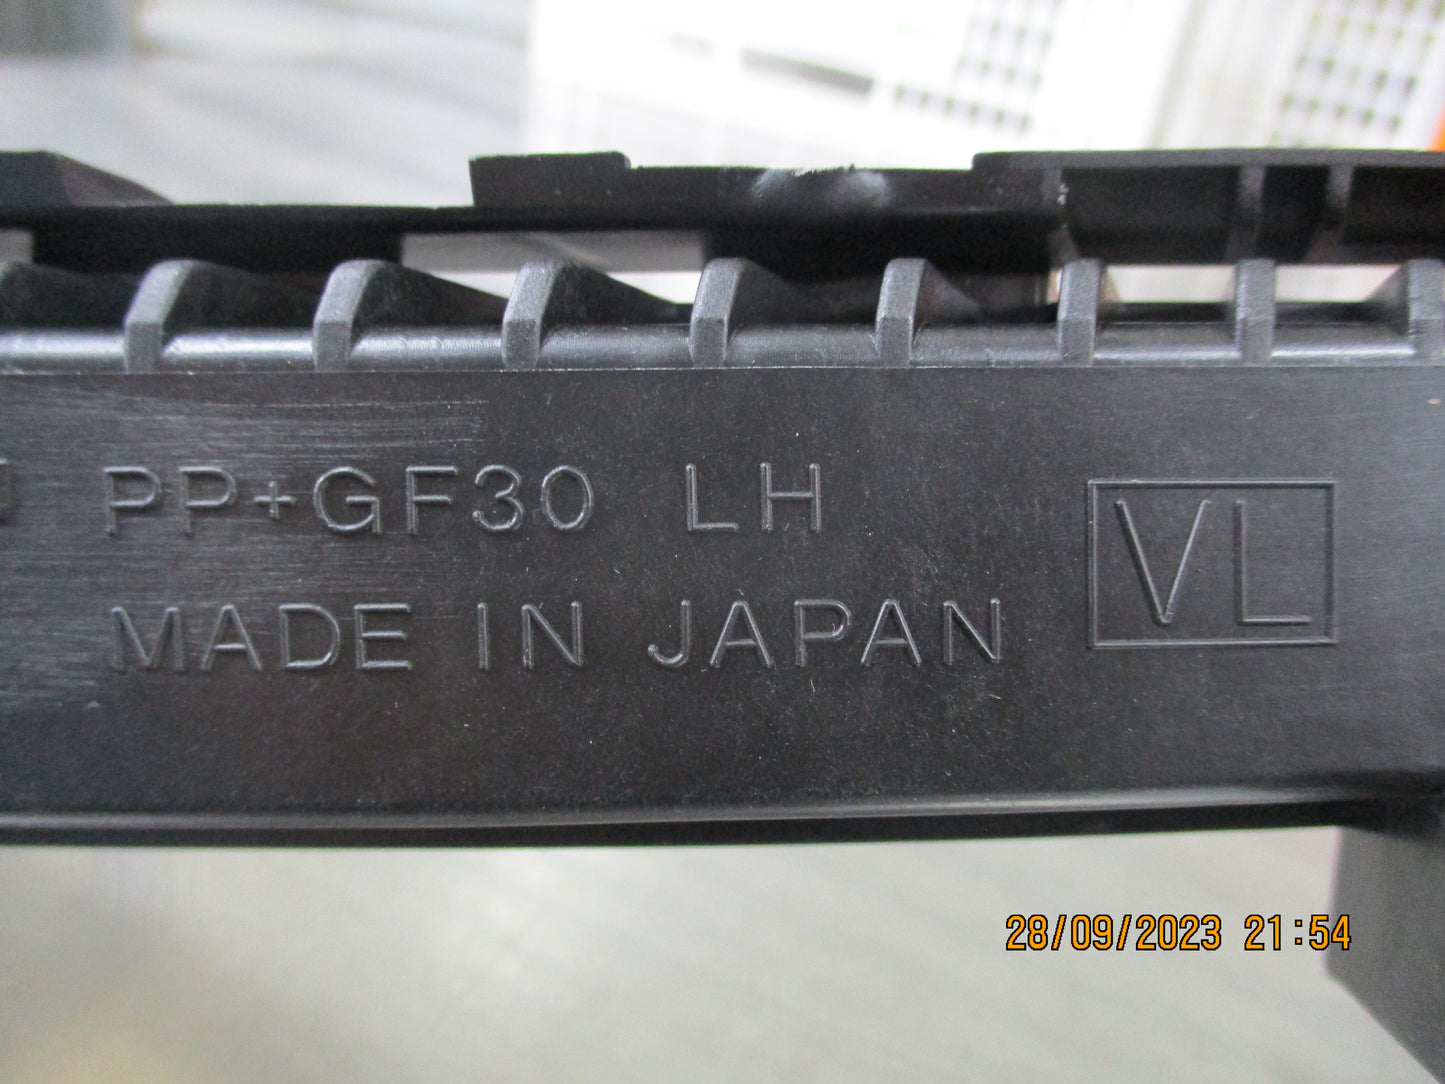 PP+GF30 LH
MADE IN JAPAN
VL
28/09/2023 21:54